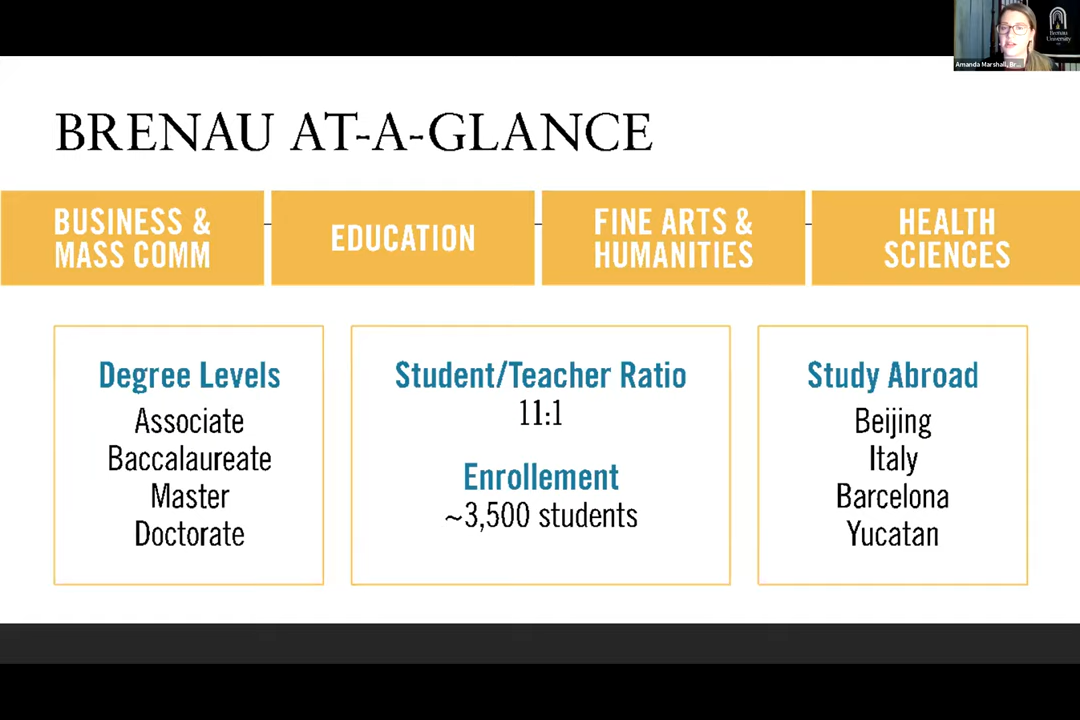 Brenau
University
Amanda Marshall, Br...
BRENAU AT-A-GLANCE
BUSINESS &
MASS COMM
EDUCATION
FINE ARTS &
HUMANITIES
HEALTH
SCIENCES
Degree Levels
Associate
Baccalaureate
Master
Doctorate
Student/Teacher Ratio
11:1
Enrollement
~3,500 students
Study Abroad
Beijing
Italy
Barcelona
Yucatan